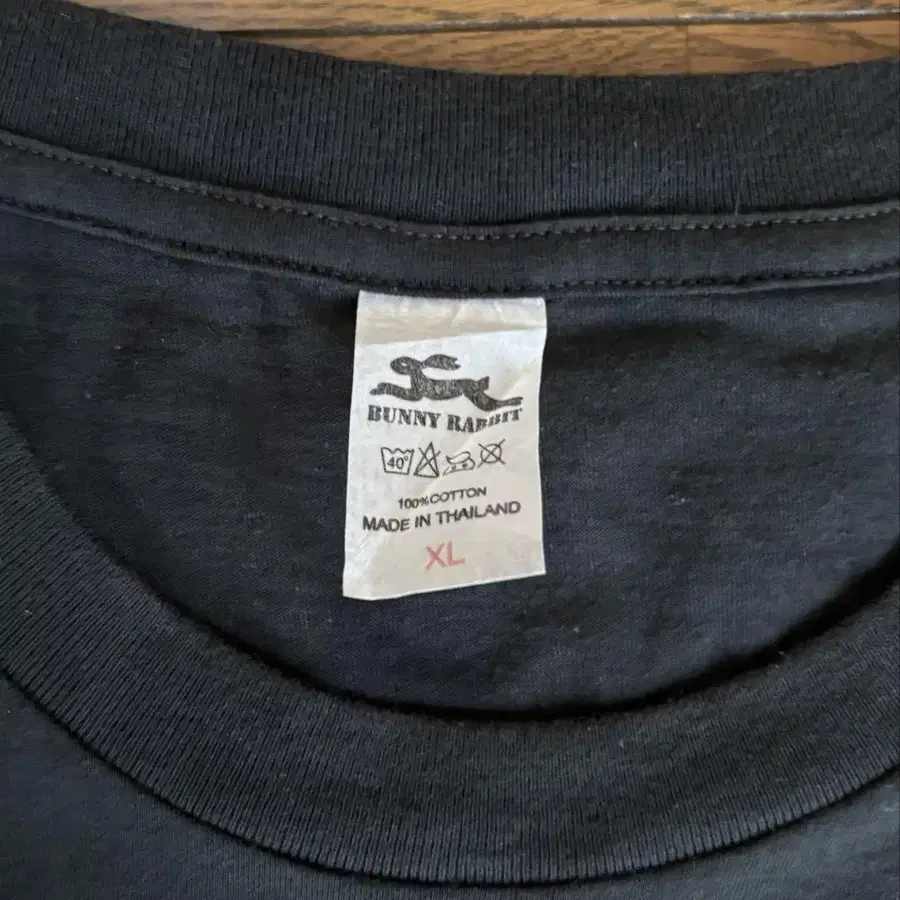 BUNNY RABBIT
40°
100%COTTON
MADE IN THAILAND
XL